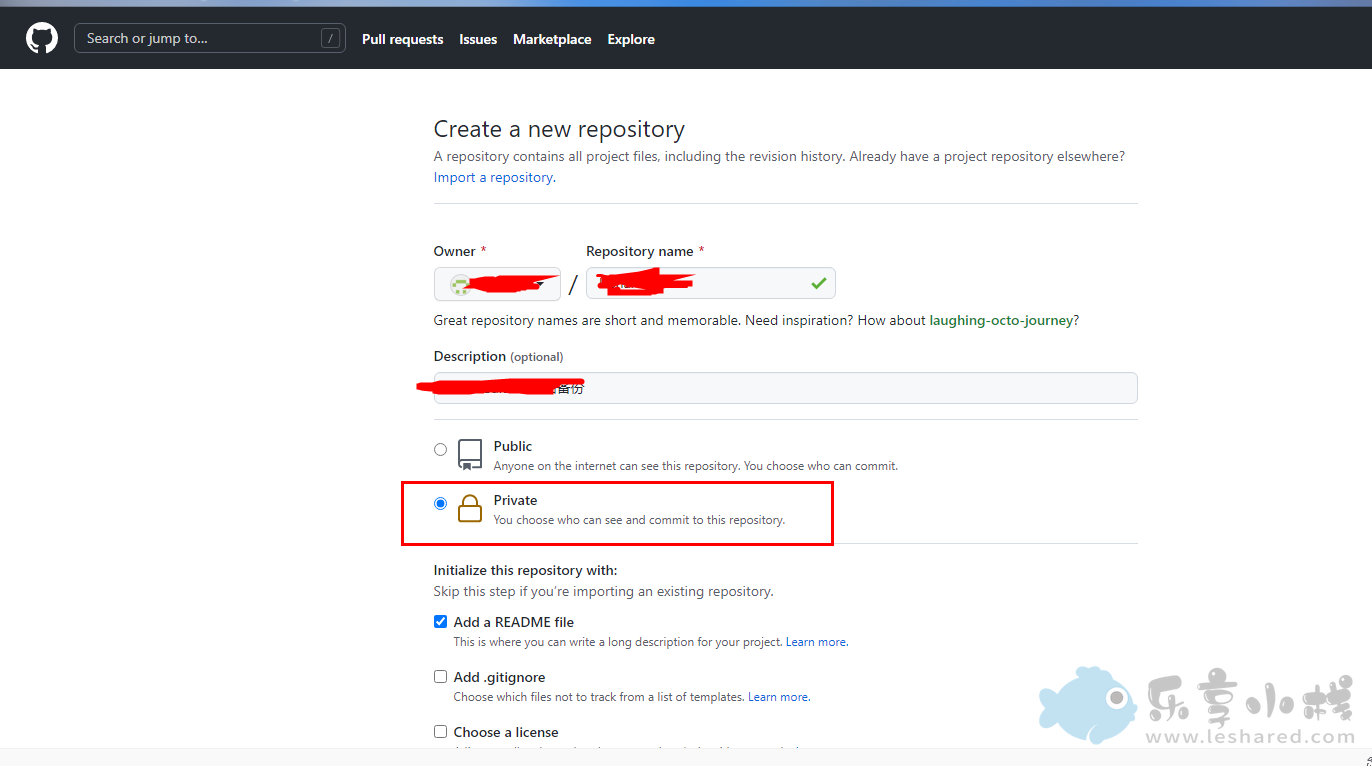 Search or jump to... /
Pull requests Issues Marketplace Explore
Create a new repository
A repository contains all project files, including the revision history. Already have a project repository elsewhere?
Import a repository.
Owner * Repository name *
/
Great repository names are short and memorable. Need inspiration? How about laughing-octo-journey?
Description (optional)
备份
Public
Anyone on the internet can see this repository. You choose who can commit.
Private
You choose who can see and commit to this repository.
Initialize this repository with:
Skip this step if you're importing an existing repository.
Add a README file
This is where you can write a long description for your project. Learn more.
Add .gitignore
Choose which files not to track from a list of templates. Learn more.
Choose a license
乐享小栈
www.leshared.com